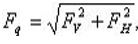 F_q = √(F_V^2 + F_H^2),